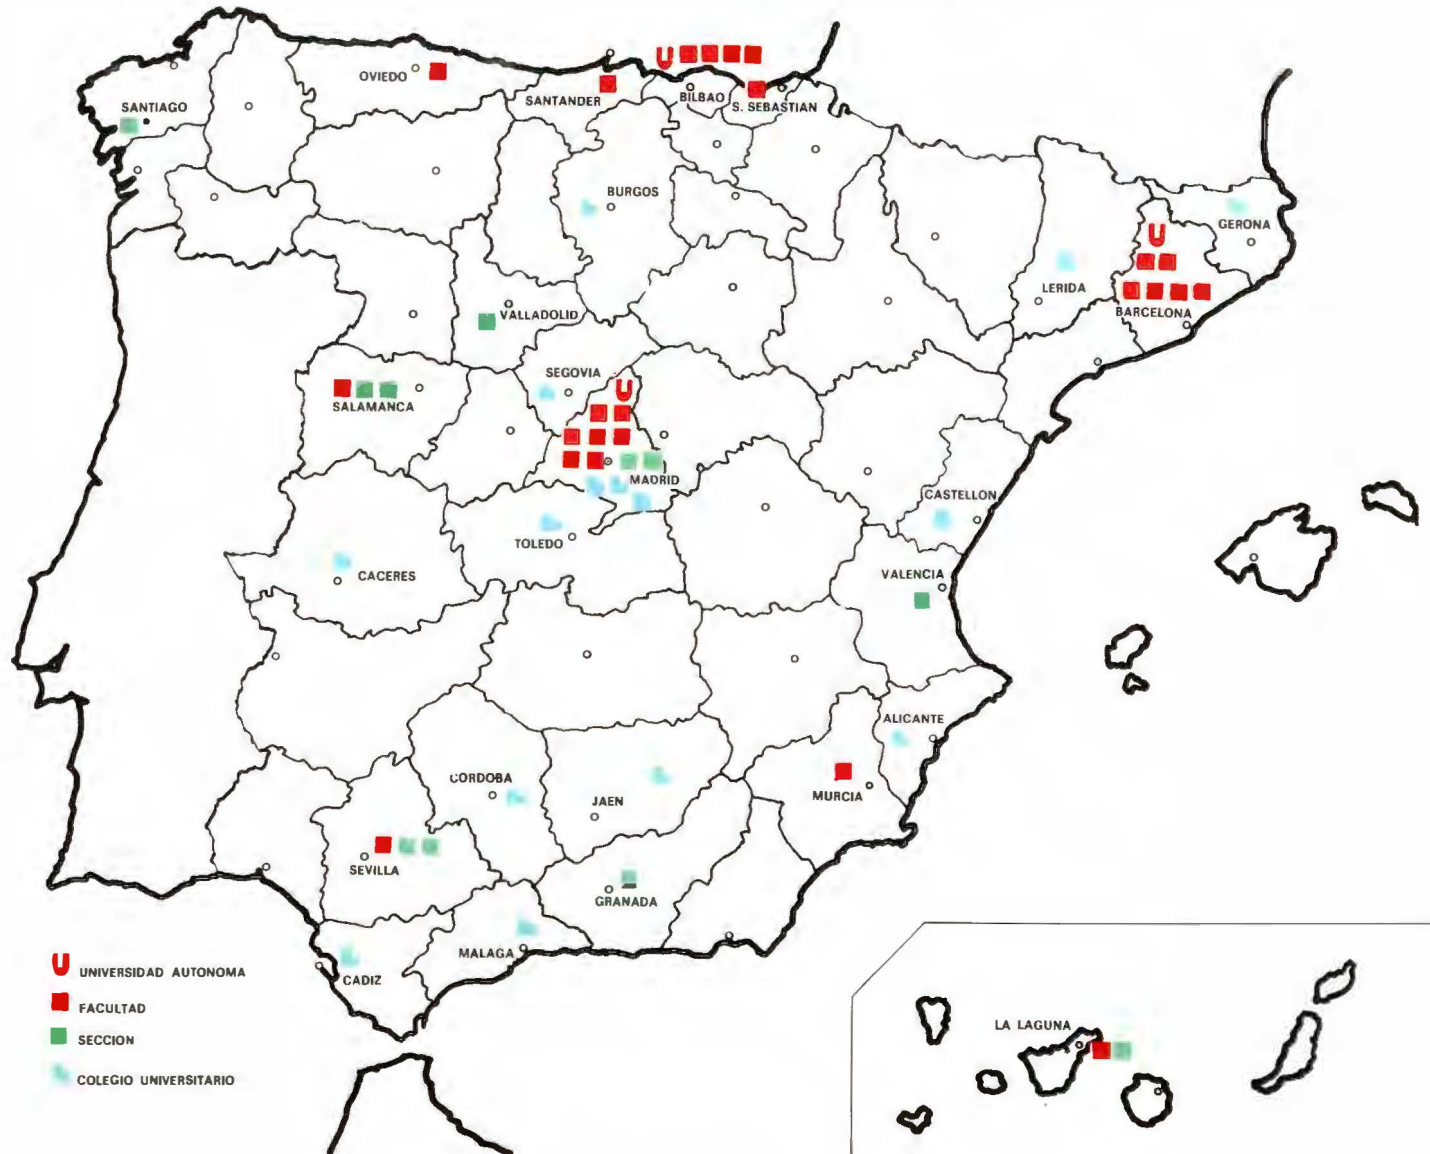 OVIEDO
SANTANDER
BILBAO
S. SEBASTIAN
SANTIAGO
BURGOS
GERONA
LERIDA
BARCELONA
VALLADOLID
SEGOVIA
SALAMANCA
MADRID
CASTELLON
TOLEDO
CACERES
VALENCIA
ALICANTE
CORDOBA
JAEN
MURCIA
SEVILLA
GRANADA
MALAGA
CADIZ
U UNIVERSIDAD AUTONOMA
FACULTAD
SECCION
COLEGIO UNIVERSITARIO
LA LAGUNA
U
U
U